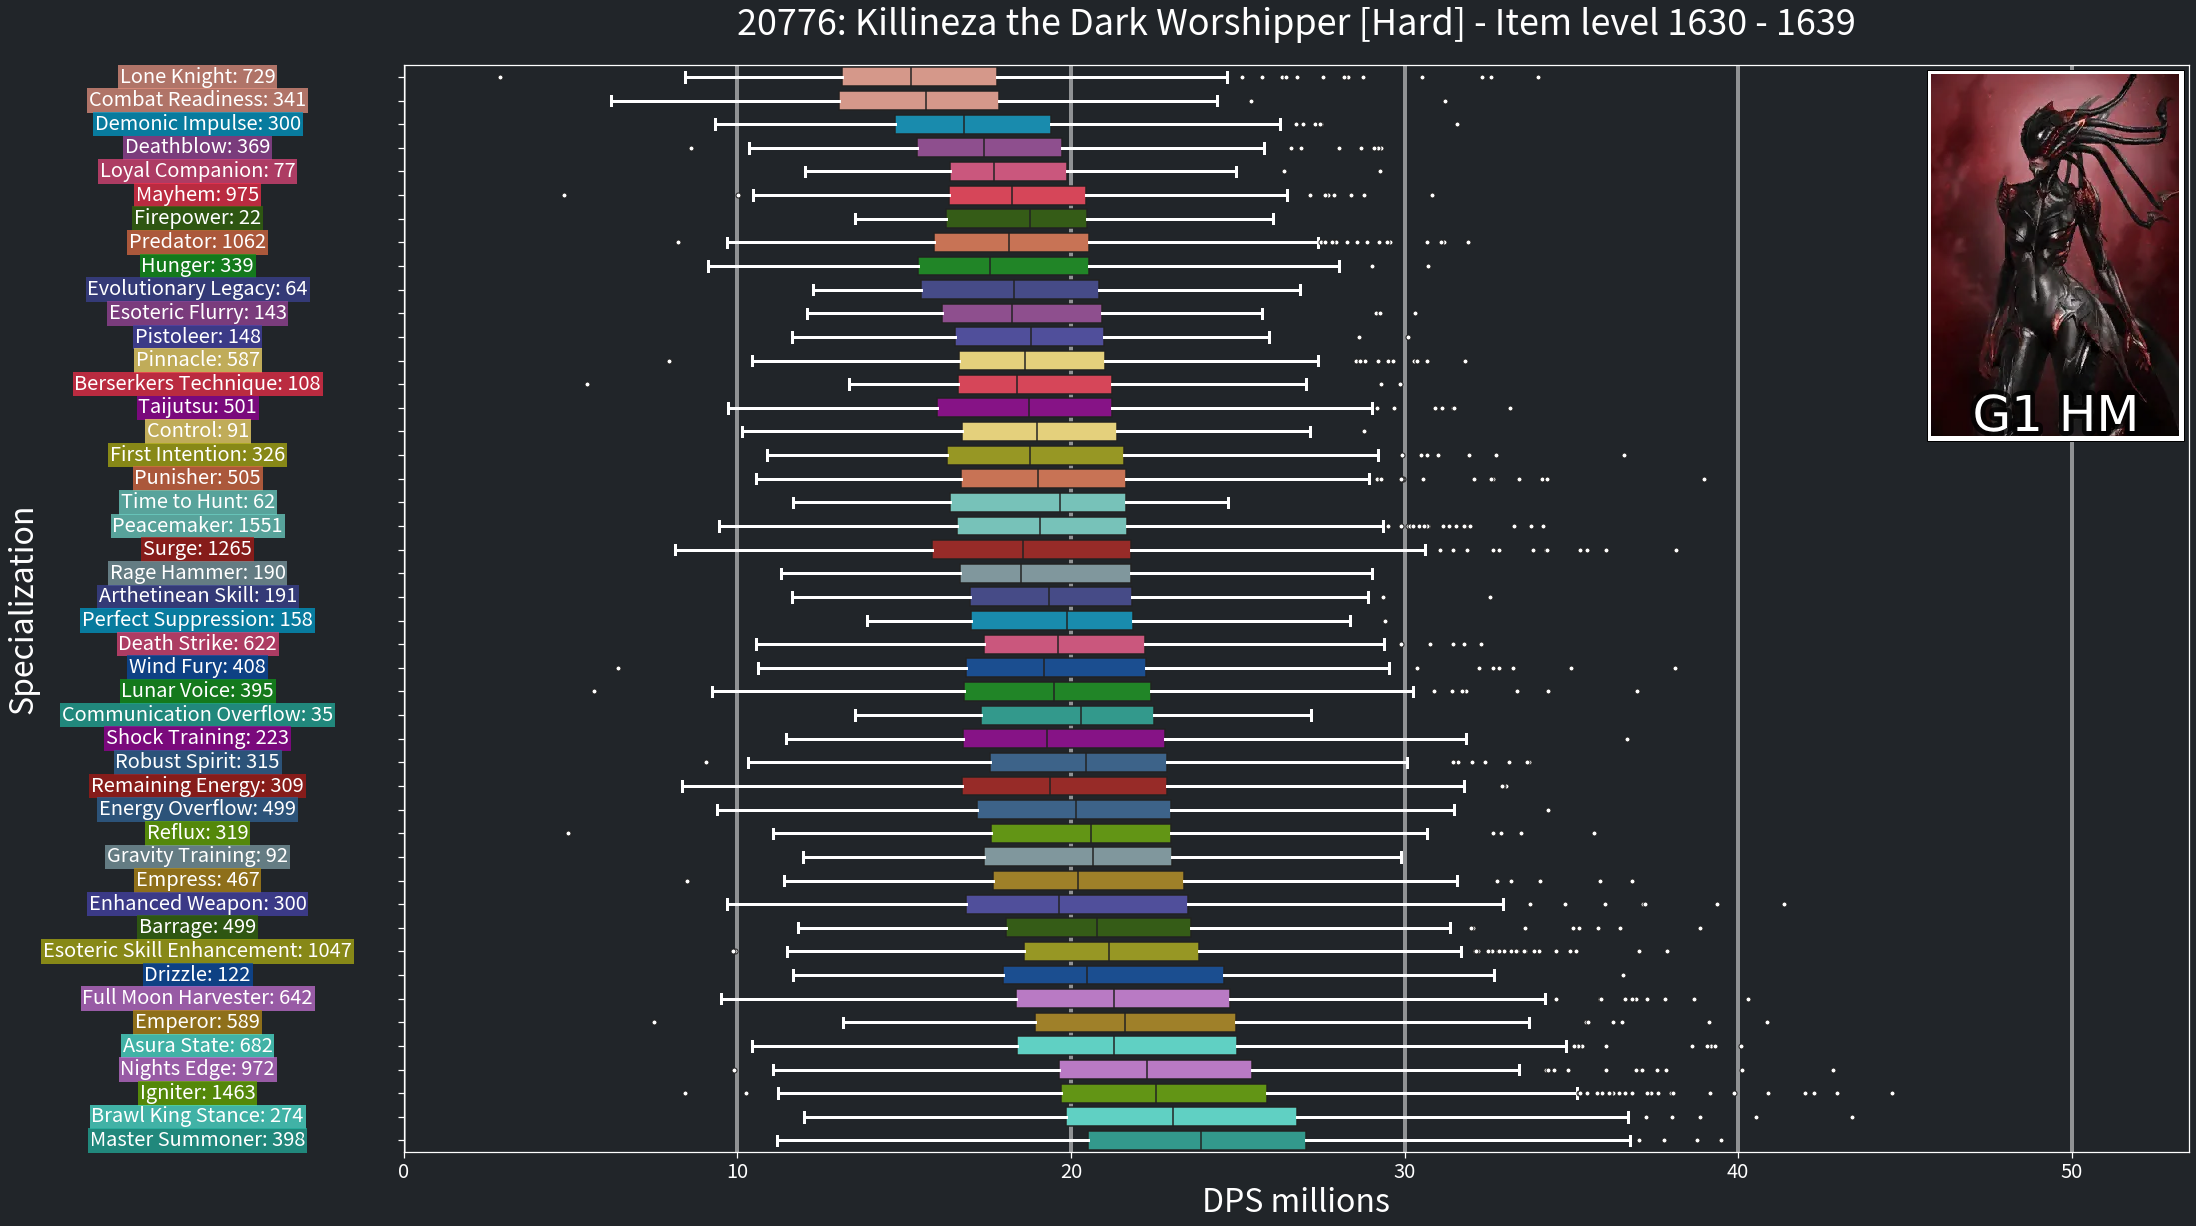 20776: Killineza the Dark Worshipper [Hard] - Item level 1630 - 1639
Lone Knight: 729
Combat Readiness: 341
Demonic Impulse: 300
Deathblow: 369
Loyal Companion: 77
Mayhem: 975
Firepower: 22
Predator: 1062
Hunger: 339
Evolutionary Legacy: 64
Esoteric Flurry: 143
Pistoleer: 148
Pinnacle: 587
Berserkers Technique: 108
Taijutsu: 501
Control: 91
First Intention: 326
Punisher: 505
Time to Hunt: 62
Peacemaker: 1551
Surge: 1265
Rage Hammer: 190
Arthetinean Skill: 191
Perfect Suppression: 158
Death Strike: 622
Wind Fury: 408
Lunar Voice: 395
Communication Overflow: 35
Shock Training: 223
Robust Spirit: 315
Remaining Energy: 309
Energy Overflow: 499
Reflux: 319
Gravity Training: 92
Empress: 467
Enhanced Weapon: 300
Barrage: 499
Esoteric Skill Enhancement: 1047
Drizzle: 122
Full Moon Harvester: 642
Emperor: 589
Asura State: 682
Nights Edge: 972
Igniter: 1463
Brawl King Stance: 274
Master Summoner: 398
Specialization
G1 HM
0 10 20 30 40 50
DPS millions